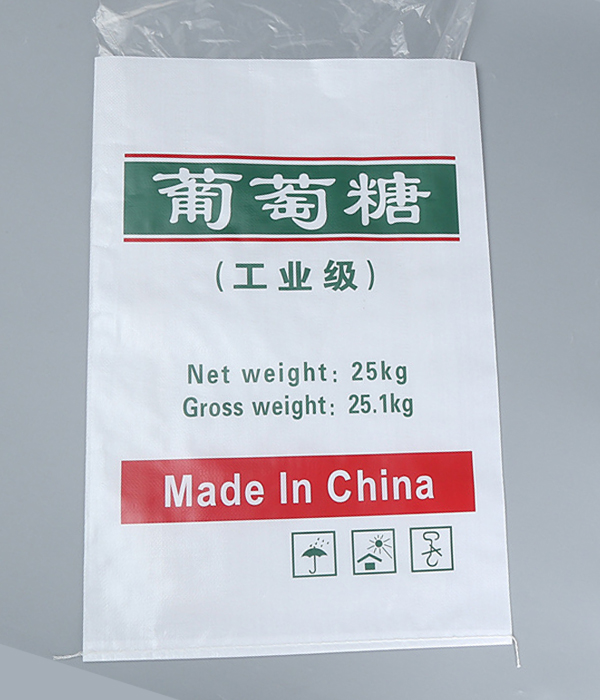 葡萄糖
(工业级)
Net weight: 25kg
Gross weight: 25.1kg
Made In China